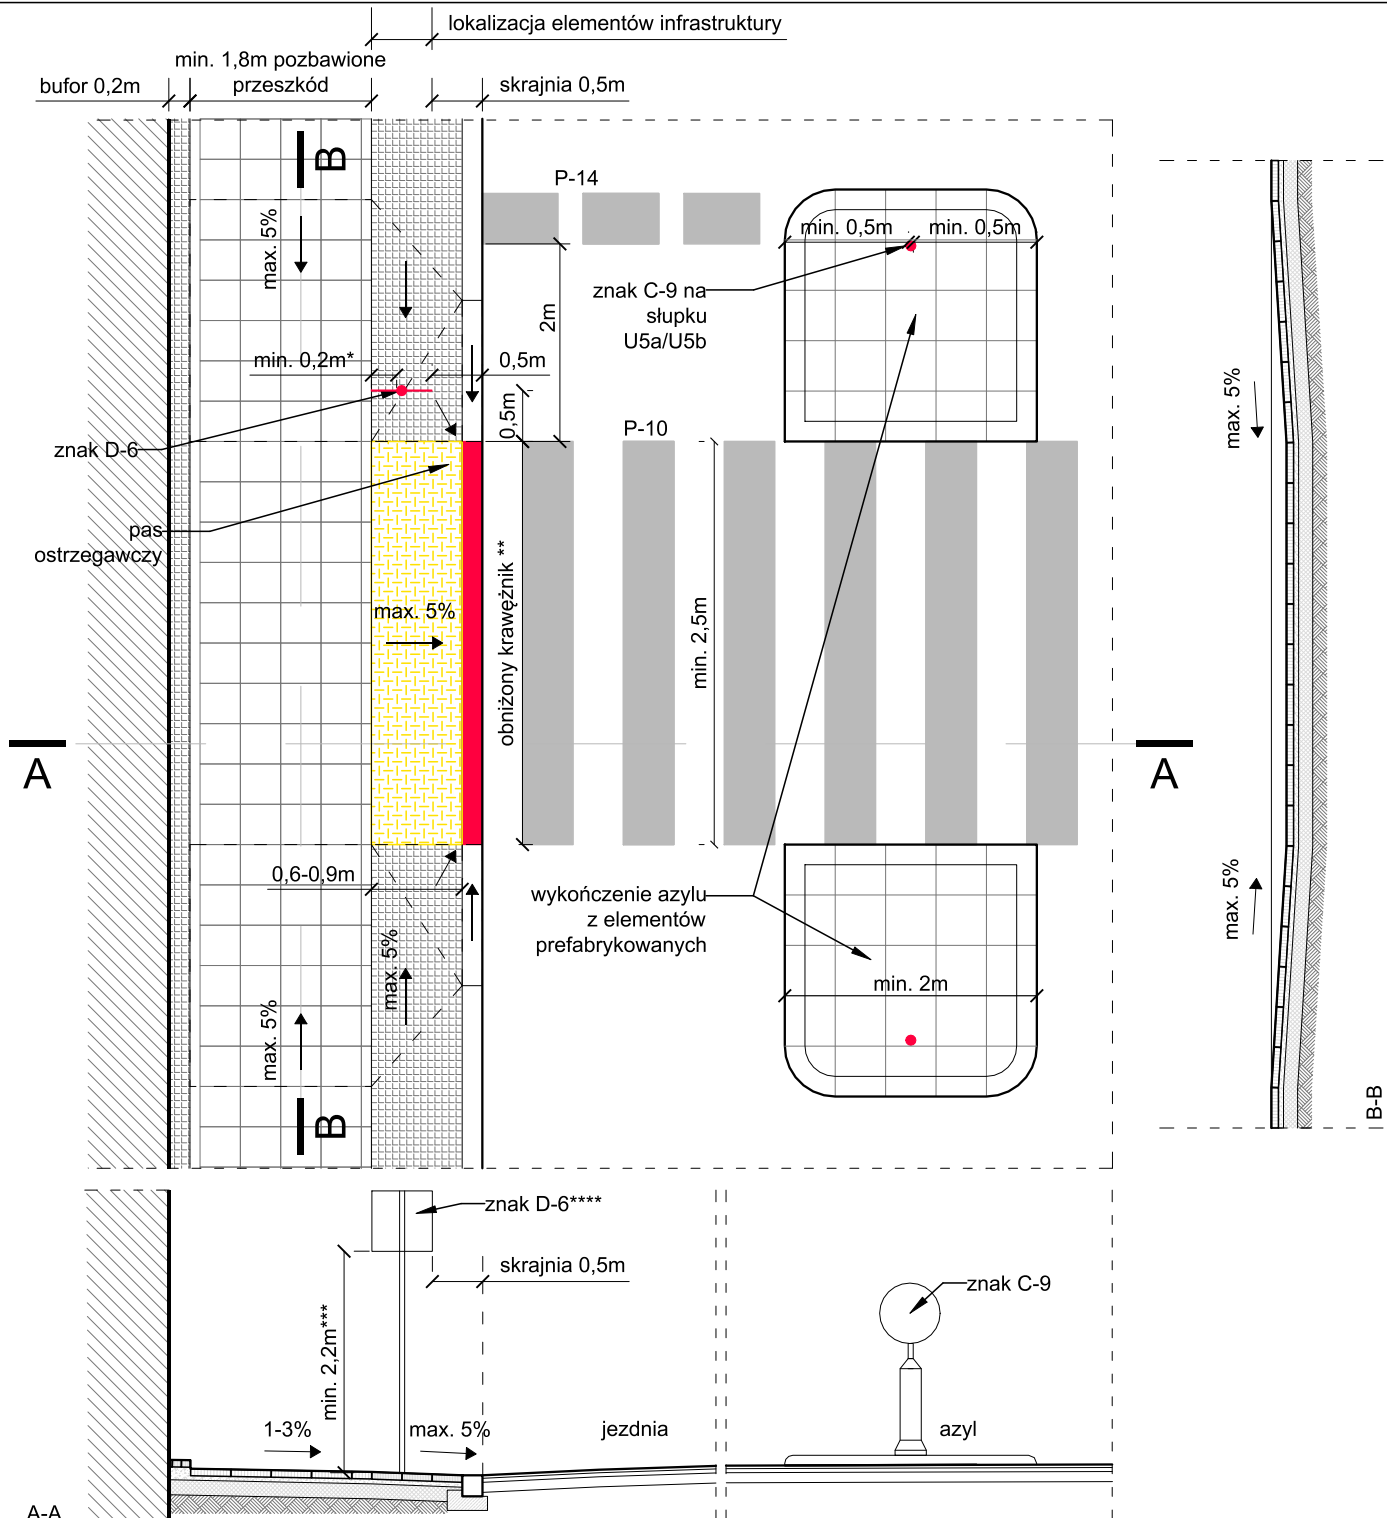 lokalizacja elementów infrastruktury
min. 1,8m pozbawione
przeszkód
bufor 0,2m
skrajnia 0,5m
B
P-14
max. 5%
min. 0,5m
min. 0,5m
znak C-9 na
słupku
U5a/U5b
2m
min. 0,2m*
0,5m
0,5m
max. 5%
P-10
znak D-6
pas
ostrzegawczy
obniżony krawężnik **
max. 5%
min. 2,5m
A
A
0,6-0,9m
wykończenie azylu
z elementów
prefabrykowanych
max. 5%
max. 5%
min. 2m
max. 5%
B
B-B
znak D-6****
skrajnia 0,5m
znak C-9
min. 2,2m***
1-3%
max. 5%
jezdnia
azyl
A-A